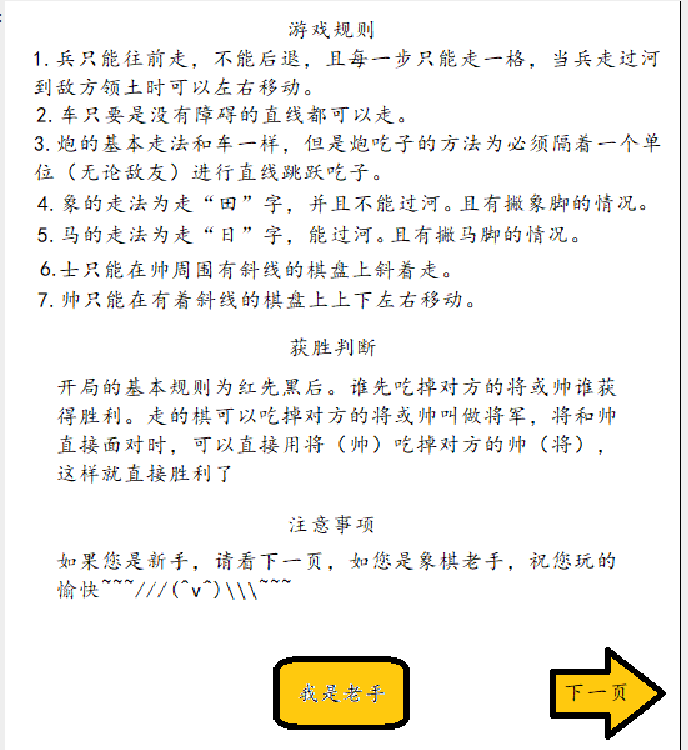 游戏规则
1.兵只能往前走，不能后退，且每一步只能走一格，当兵走过河
到敌方领土时可以左右移动。
2.车只要是没有障碍的直线都可以走。
3.炮的基本走法和车一样，但是炮吃子的方法为必须隔着一个单
位（无论敌友）进行直线跳跃吃子。
4.象的走法为走“田”字，并且不能过河。且有撇象脚的情况。
5.马的走法为走“日”字，能过河。且有撇马脚的情况。
6.士只能在帅周围有斜线的棋盘上斜着走。
7.帅只能在有着斜线的棋盘上上下左右移动。
获胜判断
开局的基本规则为红先黑后。谁先吃掉对方的将或帅谁获
得胜利。走的棋可以吃掉对方的将或帅叫做将军，将和帅
直接面对时，可以直接用将（帅）吃掉对方的帅（将），
这样就直接胜利了
注意事项
如果您是新手，请看下一页，如您是象棋老手，祝您玩的
愉快~~~///(^v^)\\\~~~
我是老手
下一页